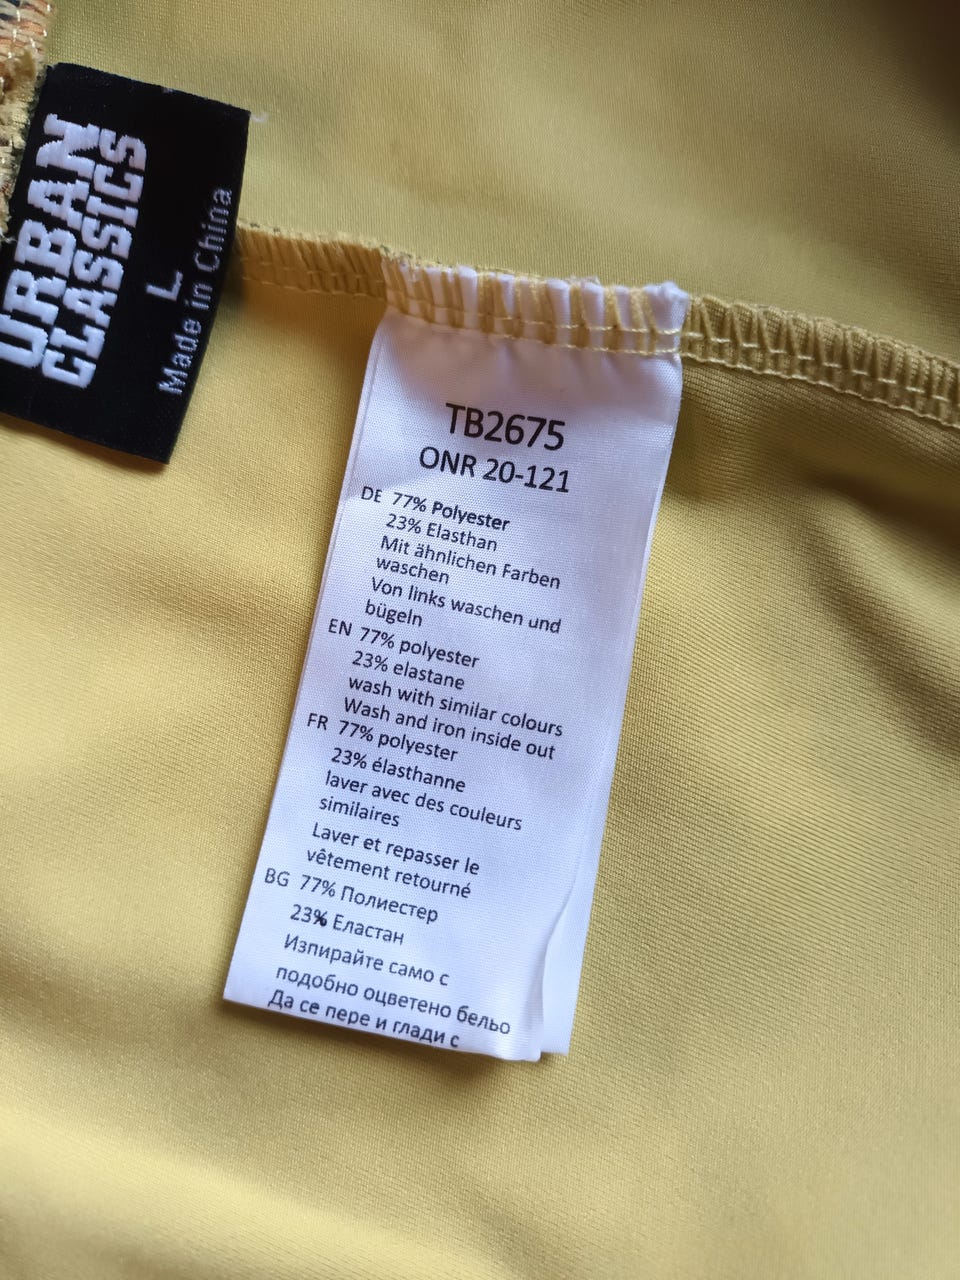 URBAN
CLASSICS
L
Made in China
TB2675
ONR 20-121
DE 77% Polyester
23% Elasthan
Mit ähnlichen Farben
waschen
Von links waschen und
bügeln
EN 77% polyester
23% elastane
wash with similar colours
Wash and iron inside out
FR 77% polyester
23% élasthanne
laver avec des couleurs
similaires
Laver et repasser le
vêtement retourné
BG 77% Полиестер
23% Еластан
Изпирайте само с
подобно оцветено бельо
Да се пере и глади с